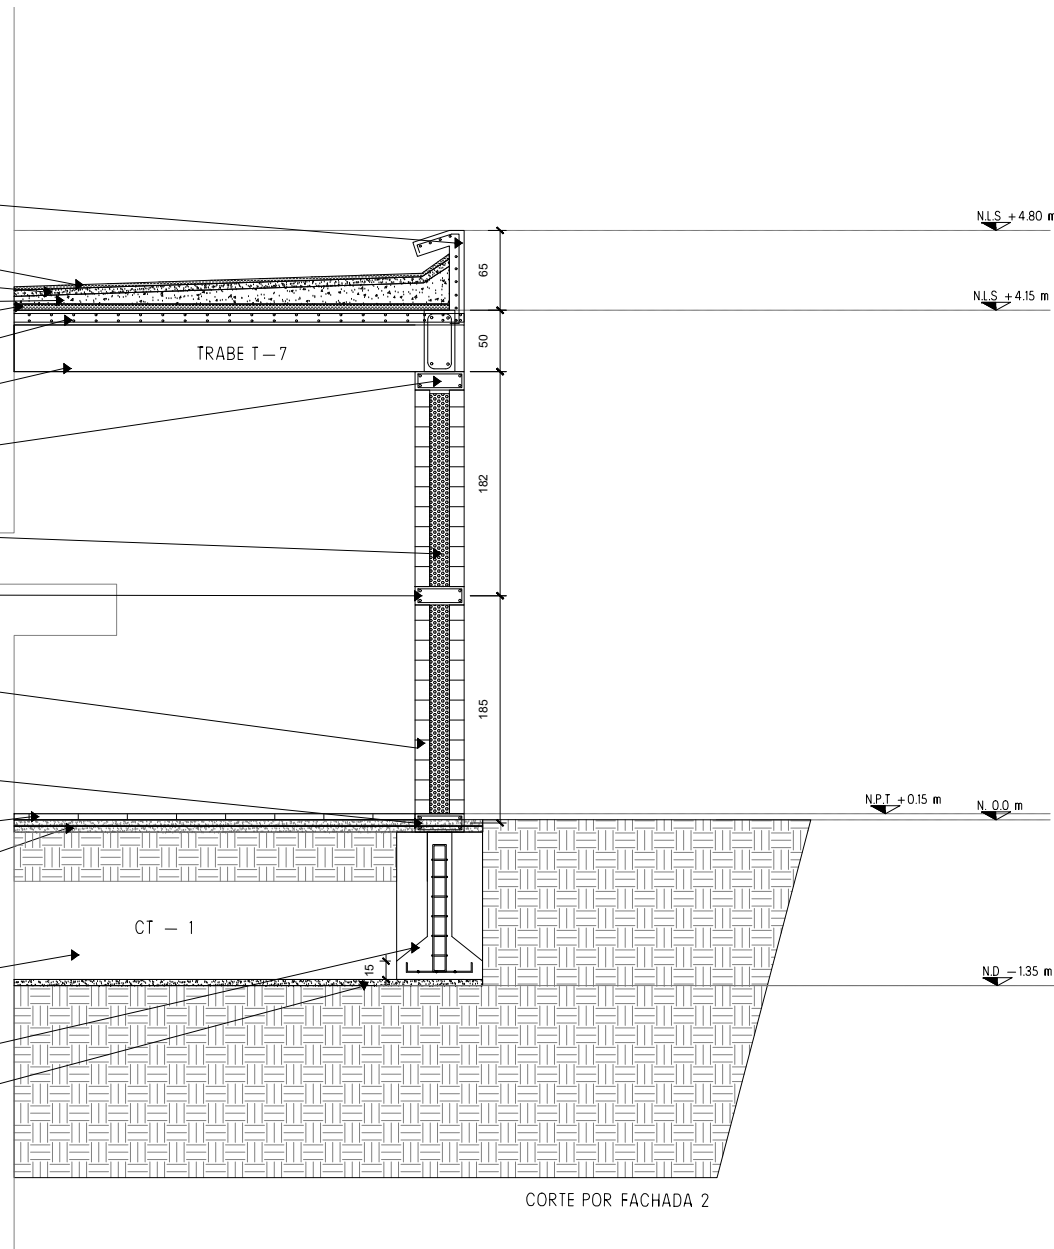 N.L.S +4.80 m
65
N.L.S +4.15 m
50
TRABE T-7
182
185
N.P.T +0.15 m
N. 0.0 m
CT - 1
15
N.D -1.35 m
CORTE POR FACHADA 2